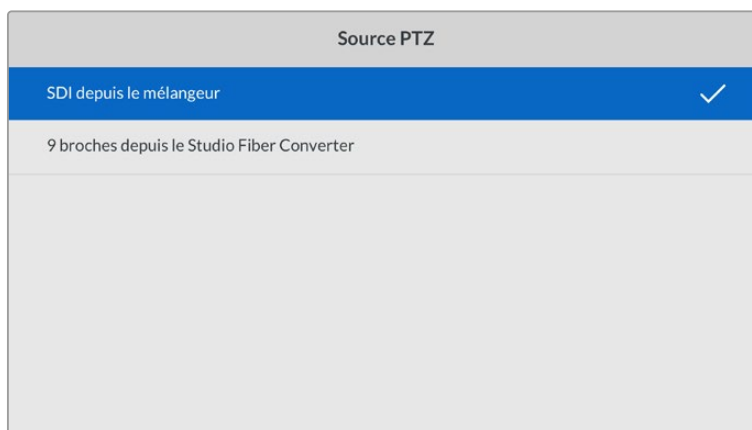 Source PTZ
SDI depuis le mélangeur
9 broches depuis le Studio Fiber Converter